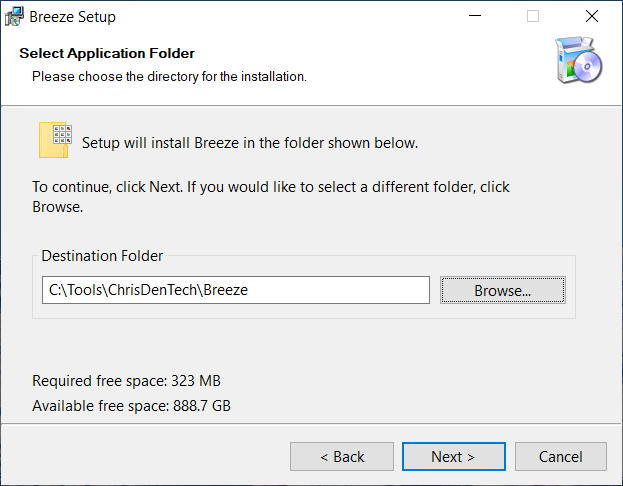 Breeze Setup
Select Application Folder
Please choose the directory for the installation.
Setup will install Breeze in the folder shown below.
To continue, click Next. If you would like to select a different folder, click
Browse.
Destination Folder
C:\Tools\ChrisDenTech\Breeze
Browse...
Required free space: 323 MB
Available free space: 888.7 GB
< Back
Next >
Cancel